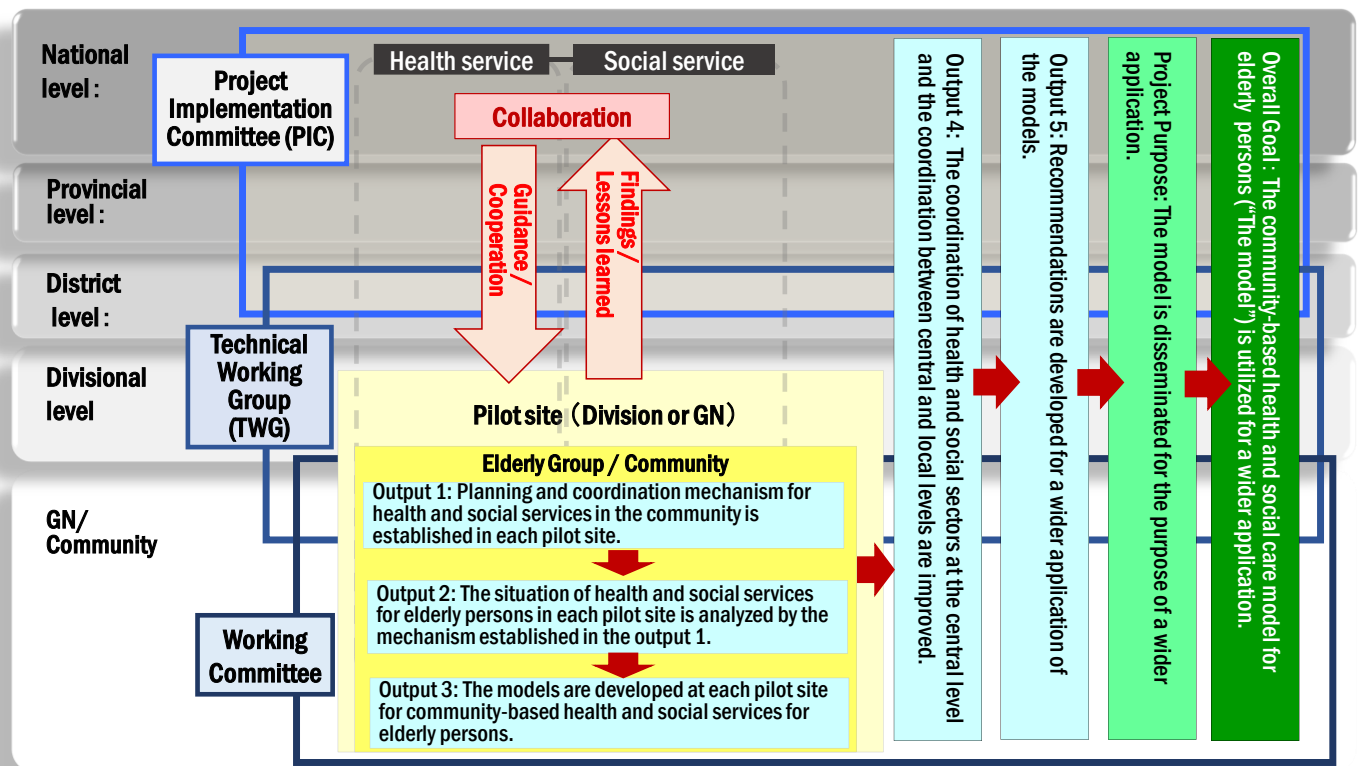 National
level :
Project
Implementation
Committee (PIC)
Health service
Social service
Collaboration
Guidance /
Cooperation
Findings /
Lessons learned
Provincial
level :
District
level :
Technical
Working
Group
(TWG)
Divisional
level
Pilot site（Division or GN）
Elderly Group / Community
Output 1: Planning and coordination mechanism for
health and social services in the community is
established in each pilot site.
GN/
Community
Output 2: The situation of health and social services
for elderly persons in each pilot site is analyzed by the
mechanism established in the output 1.
Working
Committee
Output 3: The models are developed at each pilot site
for community-based health and social services for
elderly persons.
Output 4: The coordination of health and social sectors at the central level
and the coordination between central and local levels are improved.
Output 5: Recommendations are developed for a wider application of
the models.
Project Purpose: The model is disseminated for the purpose of a wider
application.
Overall Goal : The community-based health and social care model for
elderly persons (“The model”) is utilized for a wider application.